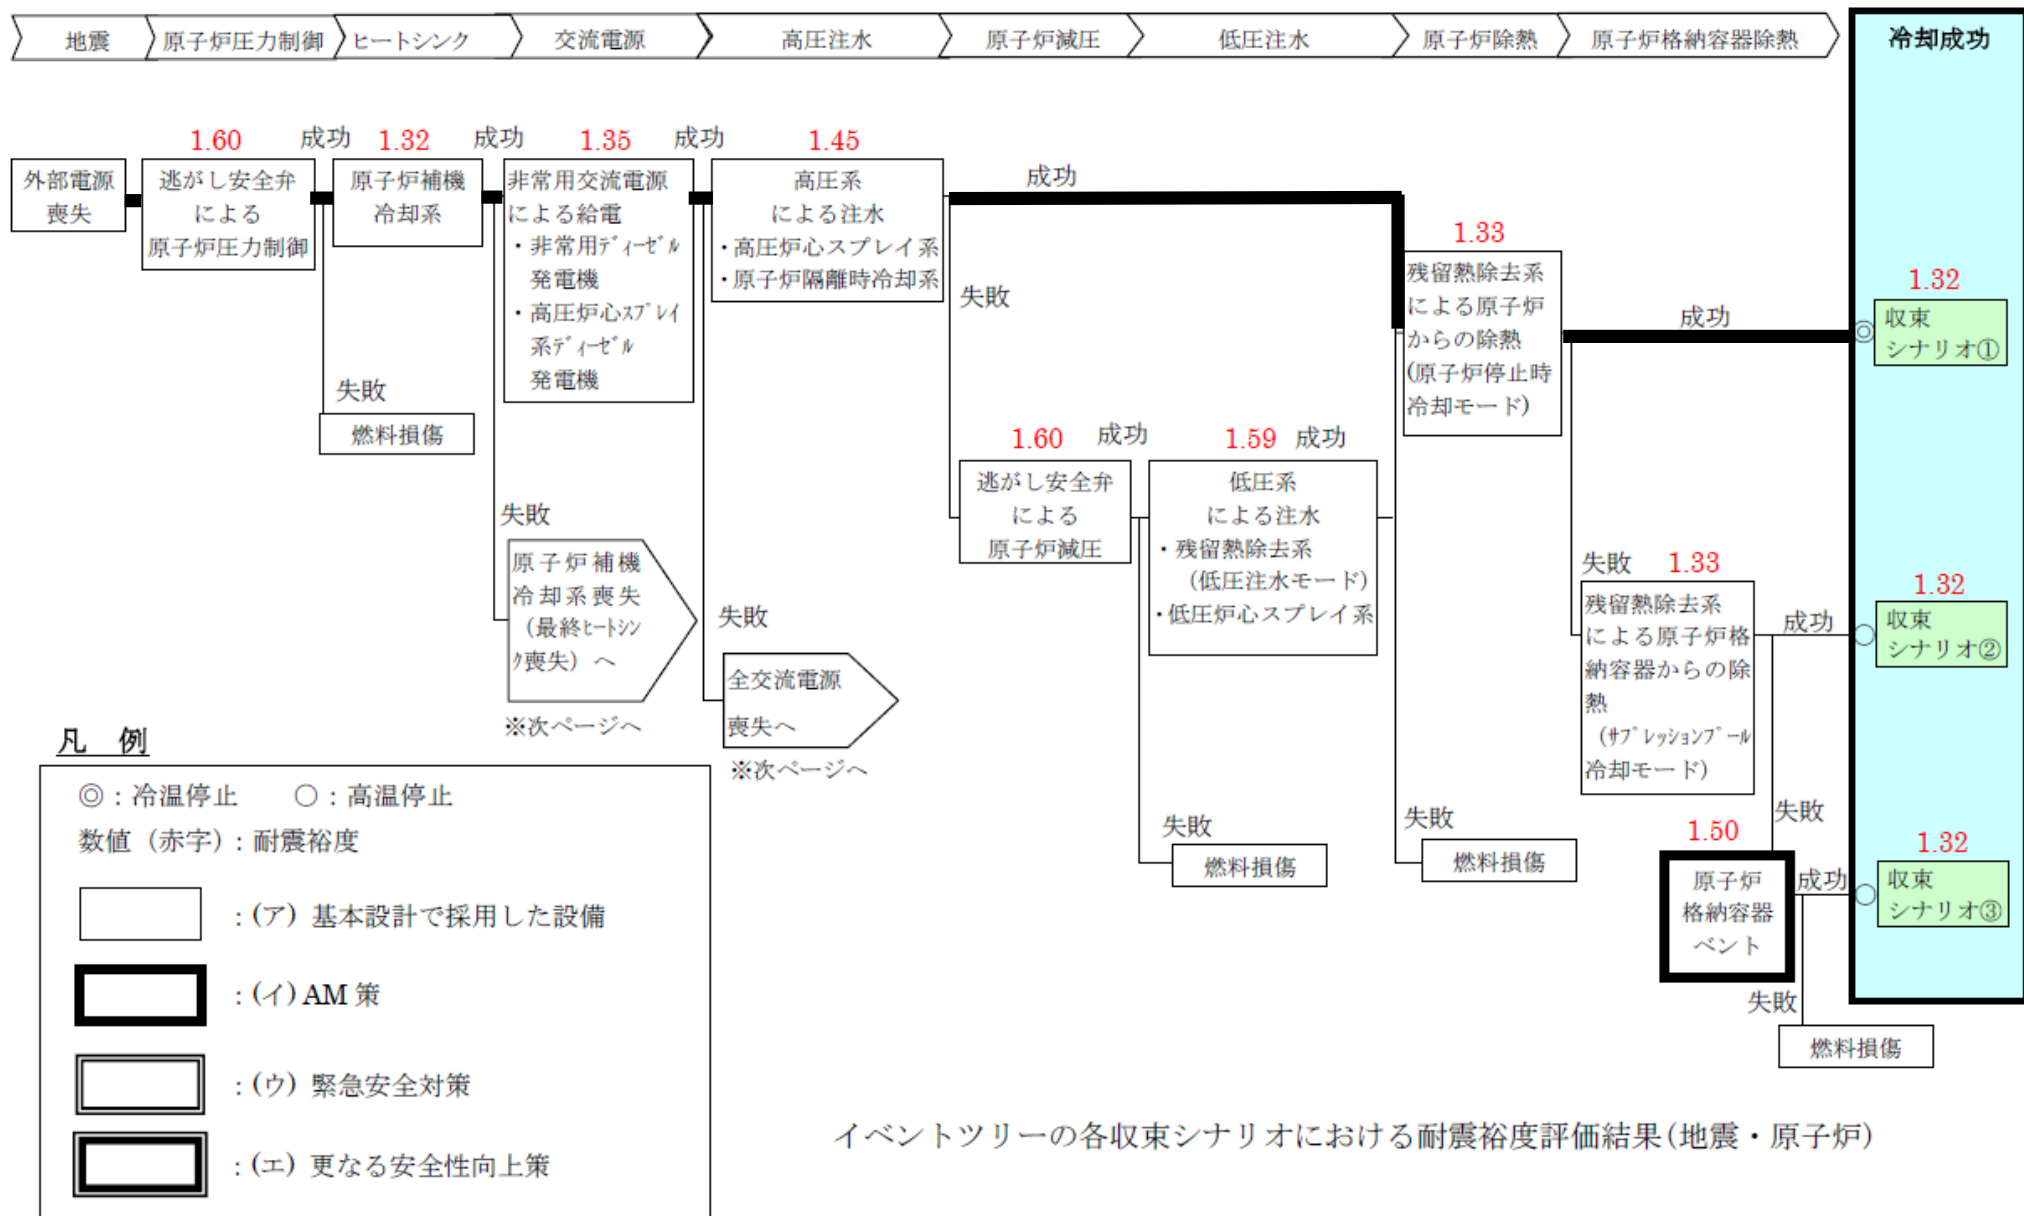 地震
原子炉圧力制御
ヒートシンク
交流電源
高圧注水
原子炉減圧
低圧注水
原子炉除熱
原子炉格納容器除熱
冷却成功
外部電源
喪失
1.60
逃がし安全弁
による
原子炉圧力制御
成功
失敗
燃料損傷
1.32
原子炉補機
冷却系
成功
失敗
原子炉補機
冷却系喪失
(最終ﾋｰﾄｼﾝ
ｸ喪失) へ
※次ページへ
1.35
非常用交流電源
による給電
・非常用ﾃﾞｨｰｾﾞﾙ
発電機
・高圧炉心ｽﾌﾟﾚｲ
系ﾃﾞｨｰｾﾞﾙ
発電機
成功
失敗
全交流電源
喪失へ
※次ページへ
1.45
高圧系
による注水
・高圧炉心スプレイ系
・原子炉隔離時冷却系
成功
失敗
1.60
逃がし安全弁
による
原子炉減圧
成功
失敗
燃料損傷
1.59
低圧系
による注水
・残留熱除去系
(低圧注水モード)
・低圧炉心スプレイ系
成功
失敗
燃料損傷
1.33
残留熱除去系
による原子炉
からの除熱
(原子炉停止時
冷却モード)
成功
失敗
1.33
残留熱除去系
による原子炉格
納容器からの除
熱
(ｻﾌﾟﾚｯｼｮﾝﾌﾟｰﾙ
冷却モード)
成功
失敗
1.50
原子炉
格納容器
ベント
成功
失敗
燃料損傷
1.32
◎
収束
シナリオ①
1.32
○
収束
シナリオ②
1.32
○
収束
シナリオ③
凡 例
◎：冷温停止 ○：高温停止
数値（赤字）：耐震裕度
：(ア) 基本設計で採用した設備
：(イ) AM 策
：(ウ) 緊急安全対策
：(エ) 更なる安全性向上策
イベントツリーの各収束シナリオにおける耐震裕度評価結果(地震・原子炉)